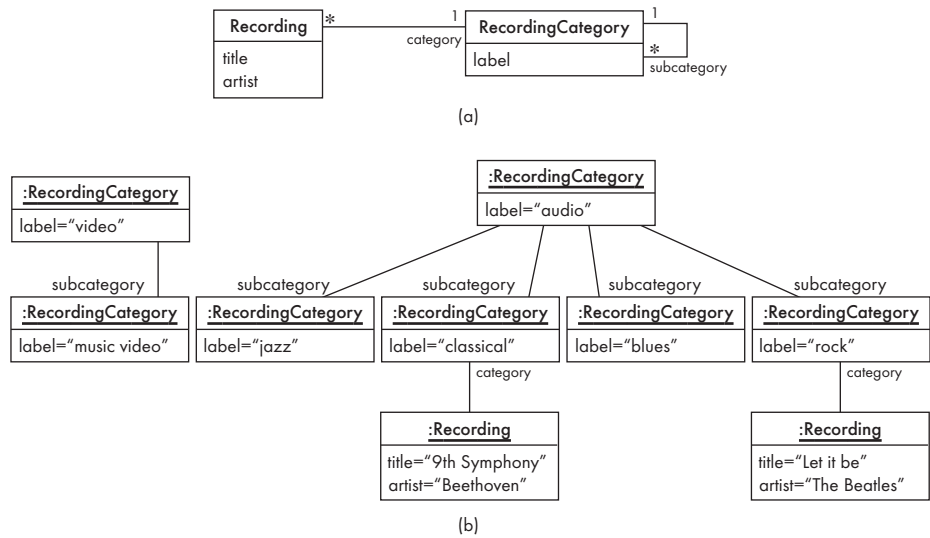 Recording
title
artist
*
1
category
RecordingCategory
label
1
*
subcategory
(a)
:RecordingCategory
label=“audio”
:RecordingCategory
label=“video”
subcategory
subcategory
subcategory
subcategory
subcategory
:RecordingCategory
label=“music video”
:RecordingCategory
label=“jazz”
:RecordingCategory
label=“classical”
:RecordingCategory
label=“blues”
:RecordingCategory
label=“rock”
category
category
:Recording
title=“9th Symphony”
artist=“Beethoven”
:Recording
title=“Let it be”
artist=“The Beatles”
(b)